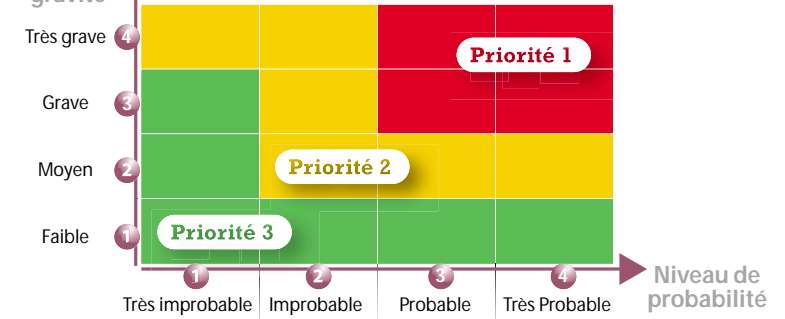 gravité
Très grave 4
Priorité 1
Grave 3
Moyen 2
Priorité 2
Faible 1
Priorité 3
1 2 3 4
Très improbable Improbable Probable Très Probable
Niveau de
probabilité